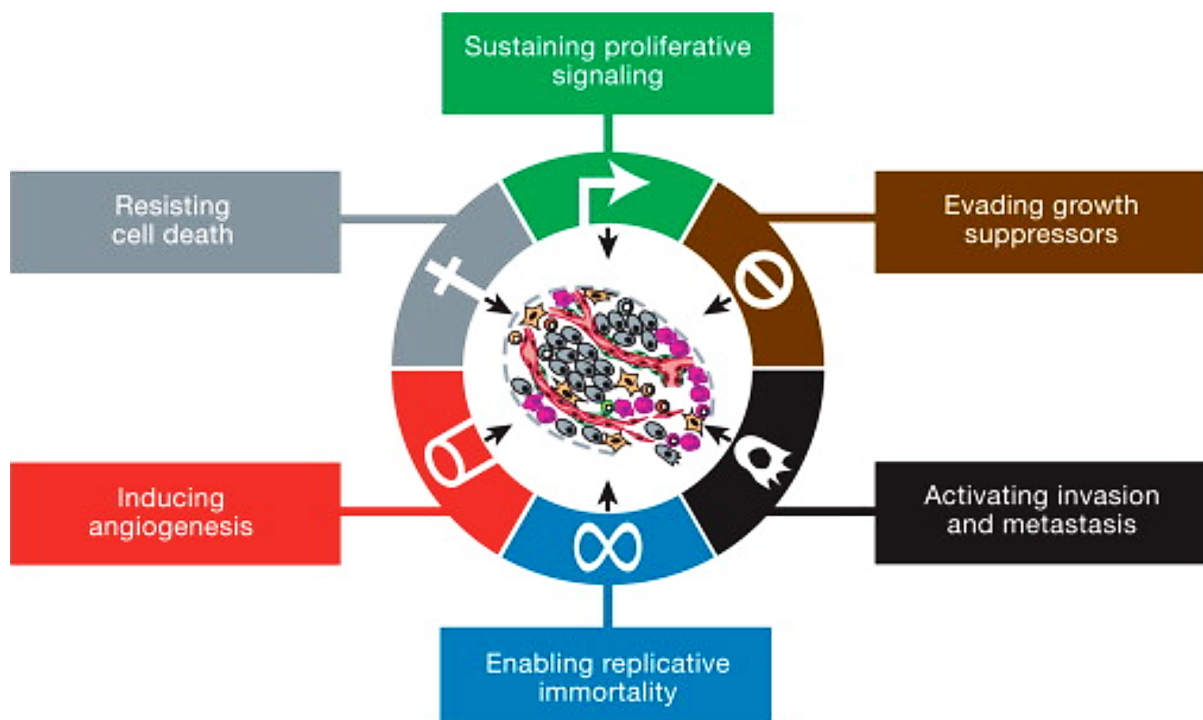 Sustaining proliferative
signaling
Resisting
cell death
Evading growth
suppressors
Inducing
angiogenesis
Activating invasion
and metastasis
Enabling replicative
immortality